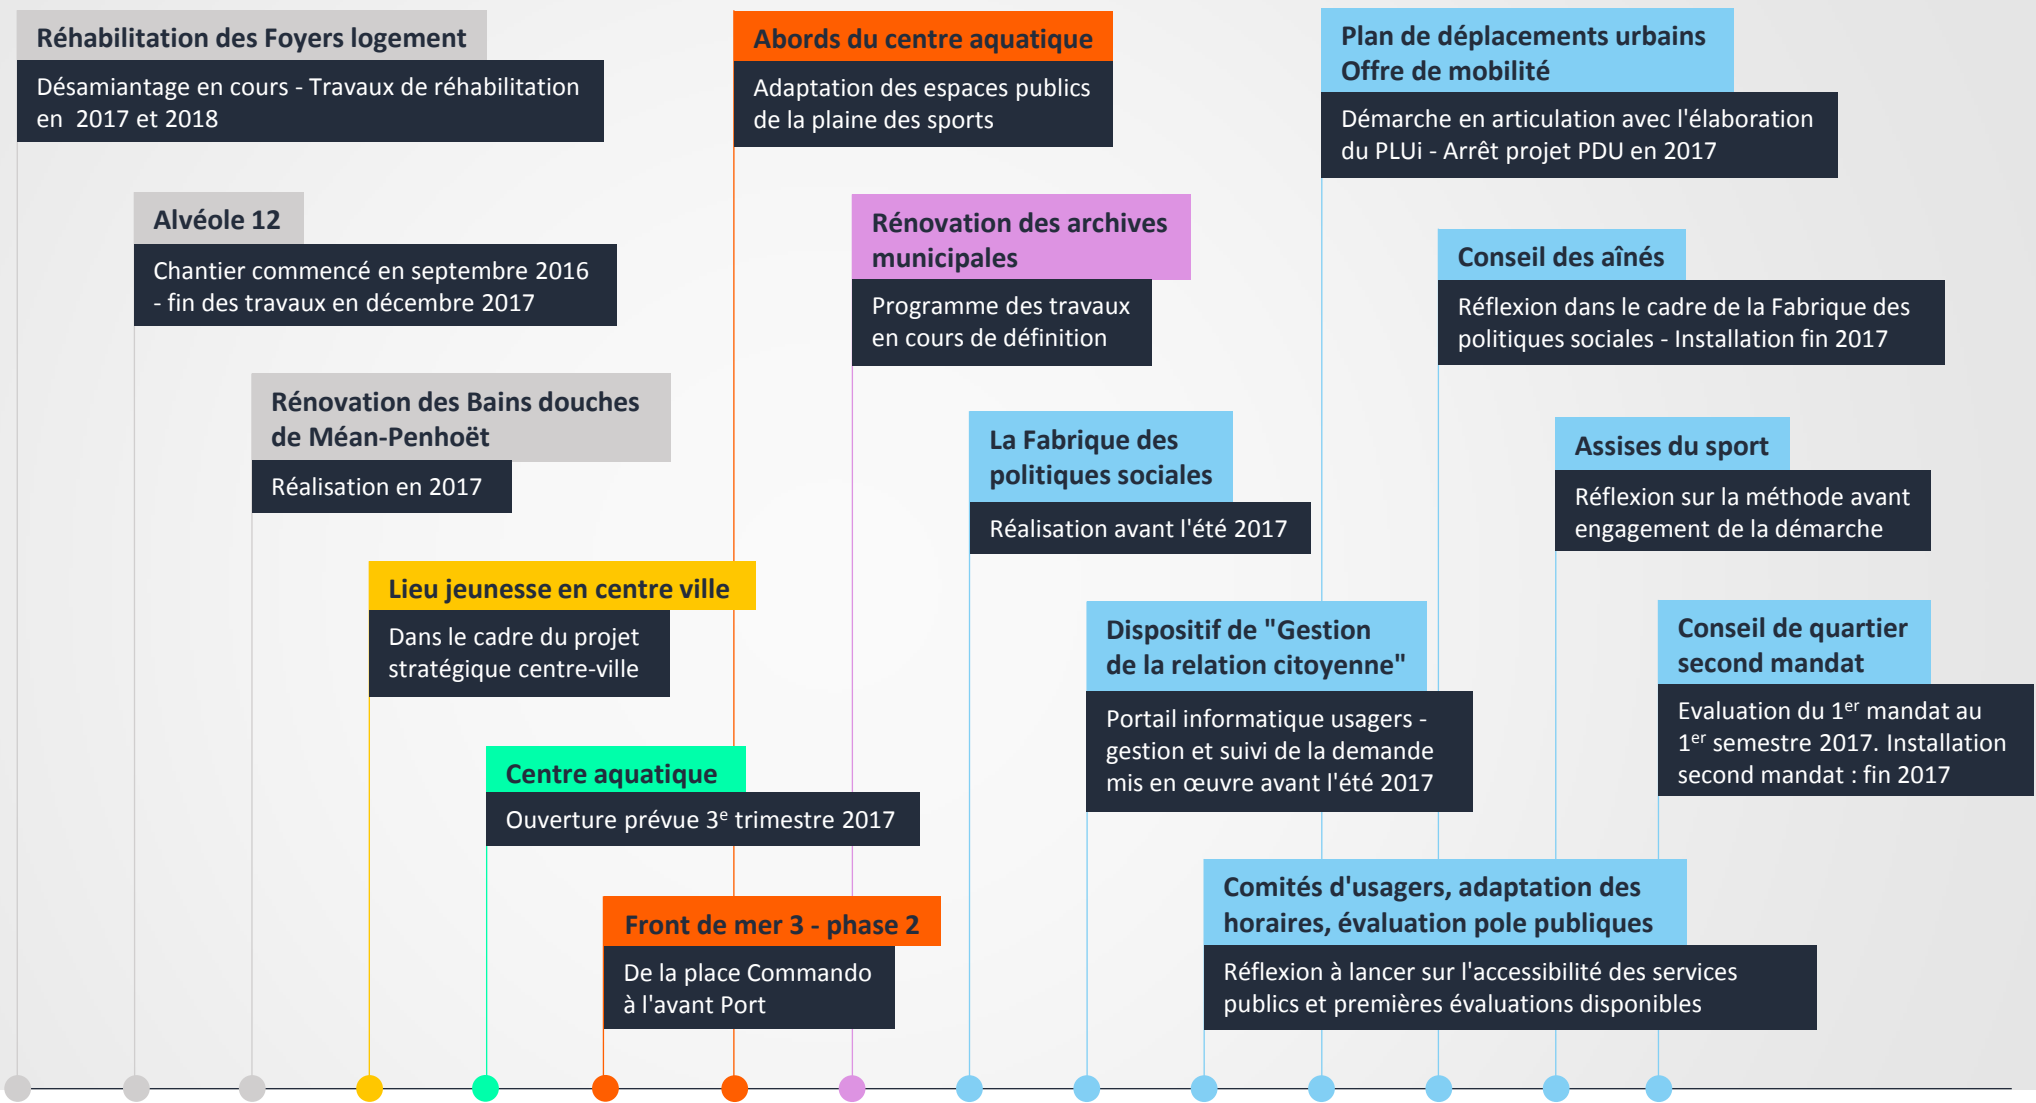 Réhabilitation des Foyers logement
Désamiantage en cours - Travaux de réhabilitation
en 2017 et 2018
Alvéole 12
Chantier commencé en septembre 2016
- fin des travaux en décembre 2017
Rénovation des Bains douches
de Méan-Penhoët
Réalisation en 2017
Lieu jeunesse en centre ville
Dans le cadre du projet
stratégique centre-ville
Centre aquatique
Ouverture prévue 3e trimestre 2017
Front de mer 3 - phase 2
De la place Commando
à l'avant Port
Abords du centre aquatique
Adaptation des espaces publics
de la plaine des sports
Rénovation des archives
municipales
Programme des travaux
en cours de définition
La Fabrique des
politiques sociales
Réalisation avant l'été 2017
Dispositif de "Gestion
de la relation citoyenne"
Portail informatique usagers -
gestion et suivi de la demande
mis en œuvre avant l'été 2017
Comités d'usagers, adaptation des
horaires, évaluation pole publiques
Réflexion à lancer sur l'accessibilité des services
publics et premières évaluations disponibles
Plan de déplacements urbains
Offre de mobilité
Démarche en articulation avec l'élaboration
du PLUi - Arrêt projet PDU en 2017
Conseil des aînés
Réflexion dans le cadre de la Fabrique des
politiques sociales - Installation fin 2017
Assises du sport
Réflexion sur la méthode avant
engagement de la démarche
Conseil de quartier
second mandat
Evaluation du 1er mandat au
1er semestre 2017. Installation
second mandat : fin 2017